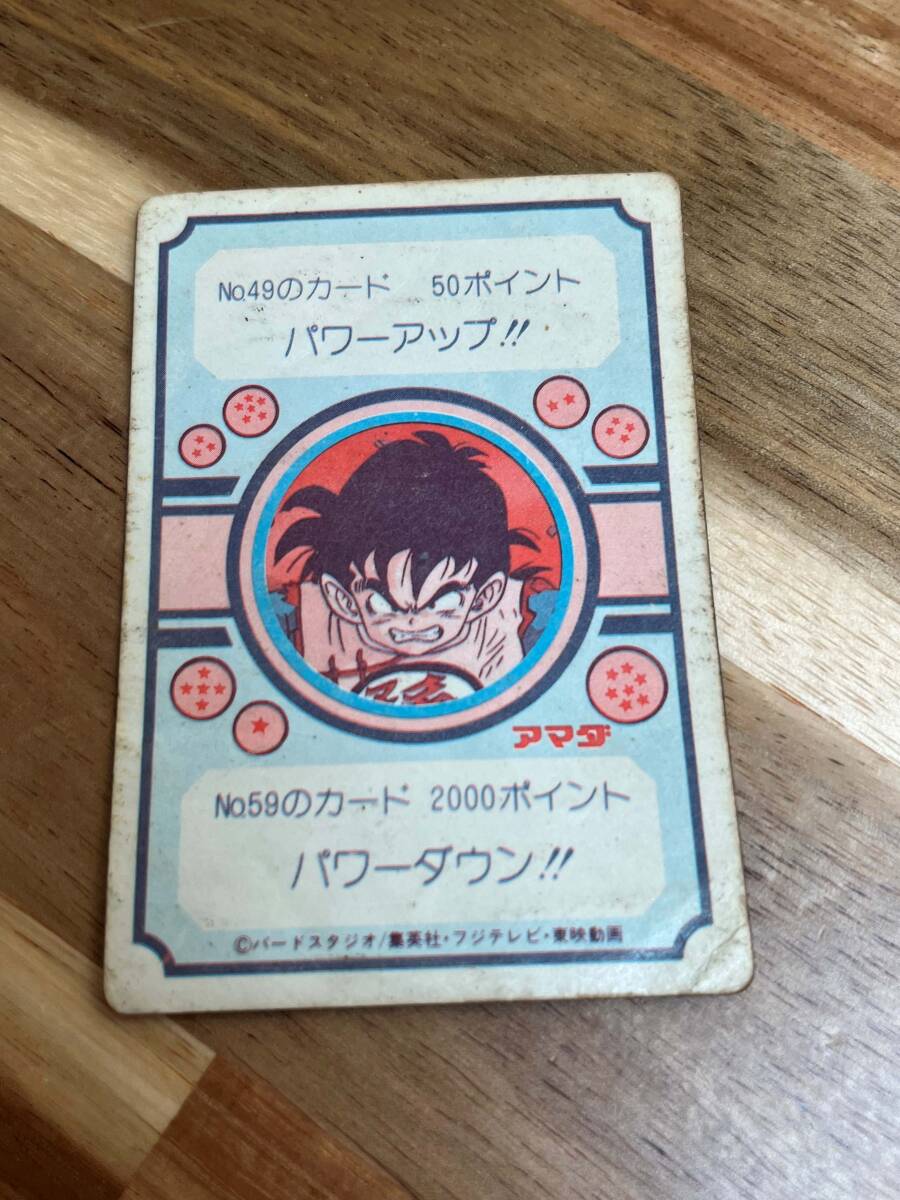 No.49のカード 50ポイント
パワーアップ!!
アマダ
No.59のカード 2000ポイント
パワーダウン!!
©バードスタジオ/集英社・フジテレビ・東映動画